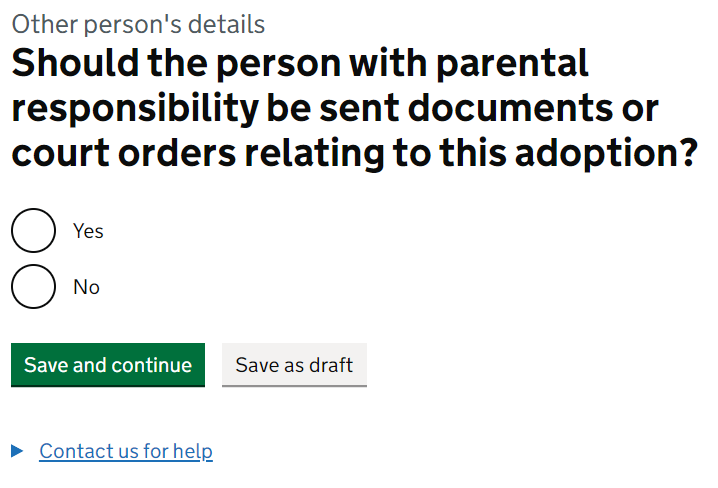 Other person's details
Should the person with parental
responsibility be sent documents or
court orders relating to this adoption?
Yes
No
Save and continue
Save as draft
Contact us for help